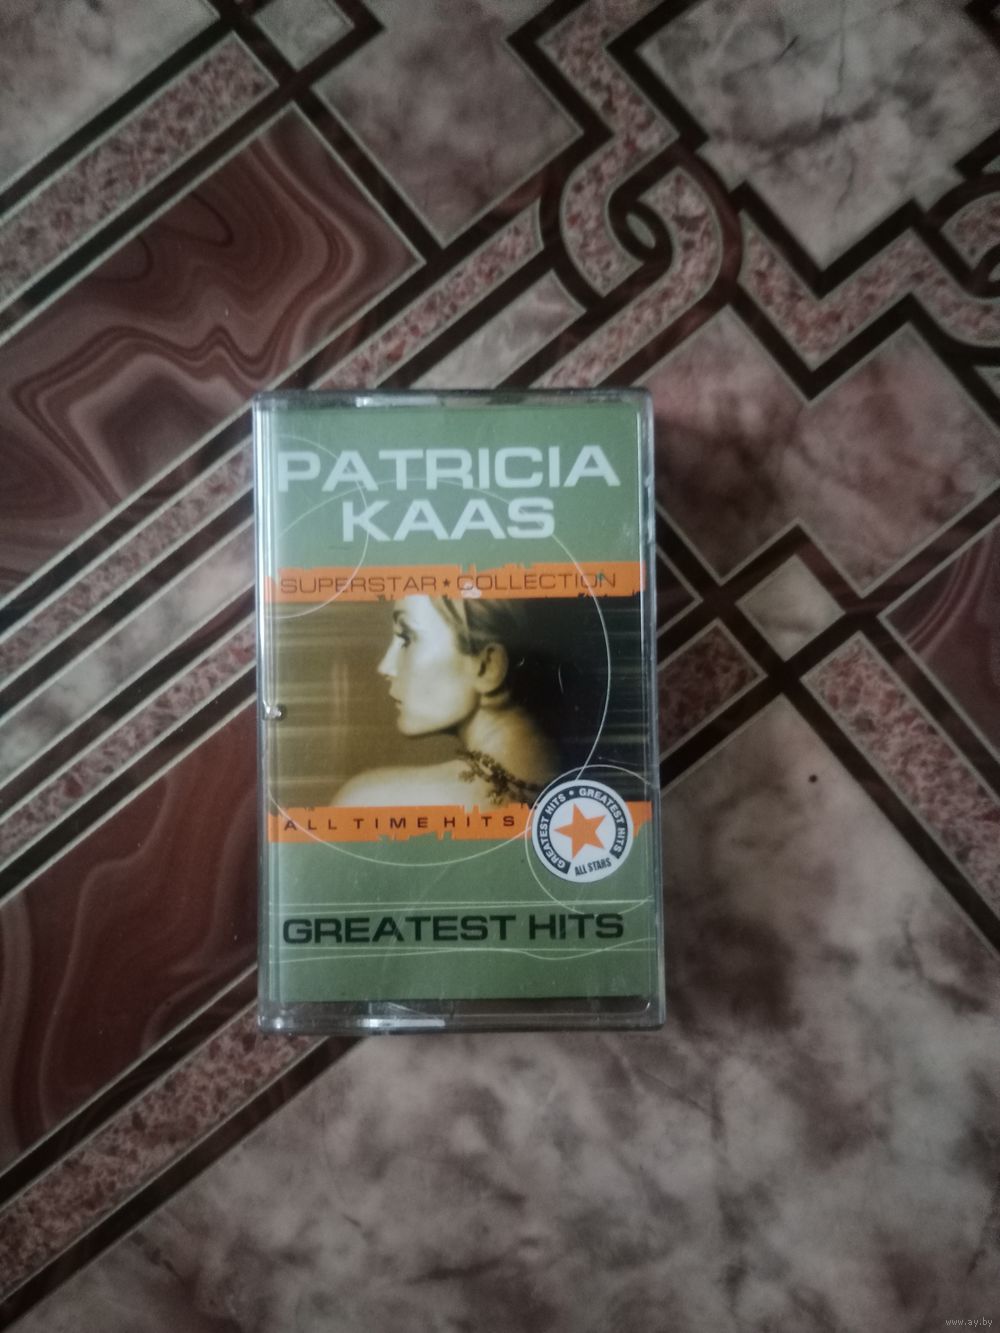 PATRICIA
KAAS
SUPERSTAR ★ COLLECTION
ALL TIME HITS
GREATEST HITS • GREATEST HITS
ALL STARS
GREATEST HITS
www.ay.by